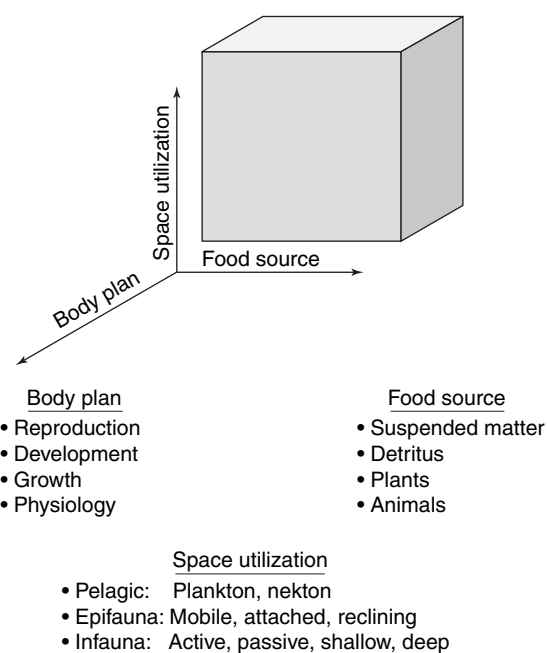 Space utilization
Food source
Body plan
Body plan
• Reproduction
• Development
• Growth
• Physiology
Food source
• Suspended matter
• Detritus
• Plants
• Animals
Space utilization
• Pelagic: Plankton, nekton
• Epifauna: Mobile, attached, reclining
• Infauna: Active, passive, shallow, deep